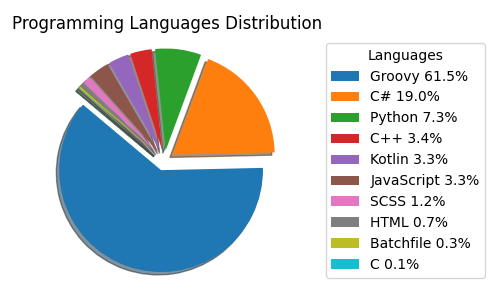 Programming Languages Distribution
Languages
Groovy 61.5%
C# 19.0%
Python 7.3%
C++ 3.4%
Kotlin 3.3%
JavaScript 3.3%
SCSS 1.2%
HTML 0.7%
Batchfile 0.3%
C 0.1%